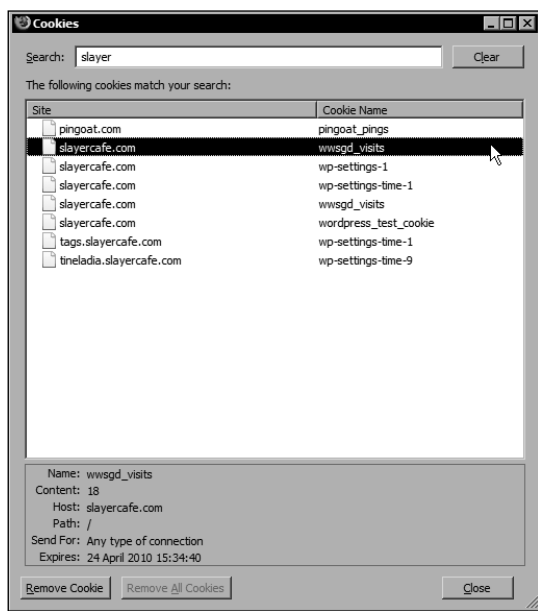 Cookies
Search: slayer Clear
The following cookies match your search:
Site Cookie Name
pingoat.com pingoat_pings
slayercafe.com wwsgd_visits
slayercafe.com wp-settings-1
slayercafe.com wp-settings-time-1
slayercafe.com wwsgd_visits
slayercafe.com wordpress_test_cookie
tags.slayercafe.com wp-settings-time-1
tineladia.slayercafe.com wp-settings-time-9
Name: wwsgd_visits
Content: 18
Host: slayercafe.com
Path: /
Send For: Any type of connection
Expires: 24 April 2010 15:34:40
Remove Cookie Remove All Cookies Close